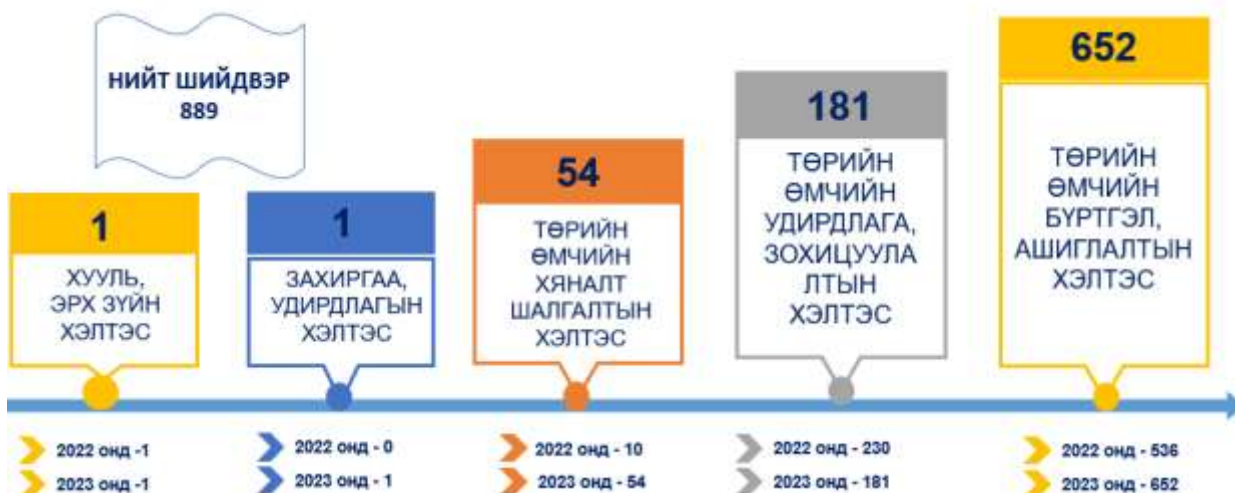 НИЙТ ШИЙДВЭР
889
1
ХУУЛЬ,
ЭРХ ЗҮЙН
ХЭЛТЭС
2022 онд -1
2023 онд -1
1
ЗАХИРГАА,
УДИРДЛАГЫН
ХЭЛТЭС
2022 онд -0
2023 онд - 1
54
ТӨРИЙН
ӨМЧИЙН
ХЯНАЛТ
ШАЛГАЛТЫН
ХЭЛТЭС
2022 онд - 10
2023 онд - 54
181
ТӨРИЙН
ӨМЧИЙН
УДИРДЛАГА,
ЗОХИЦУУЛА
ЛТЫН
ХЭЛТЭС
2022 онд - 230
2023 онд - 181
652
ТӨРИЙН
ӨМЧИЙН
БҮРТГЭЛ,
АШИГЛАЛТЫН
ХЭЛТЭС
2022 онд - 536
2023 онд - 652